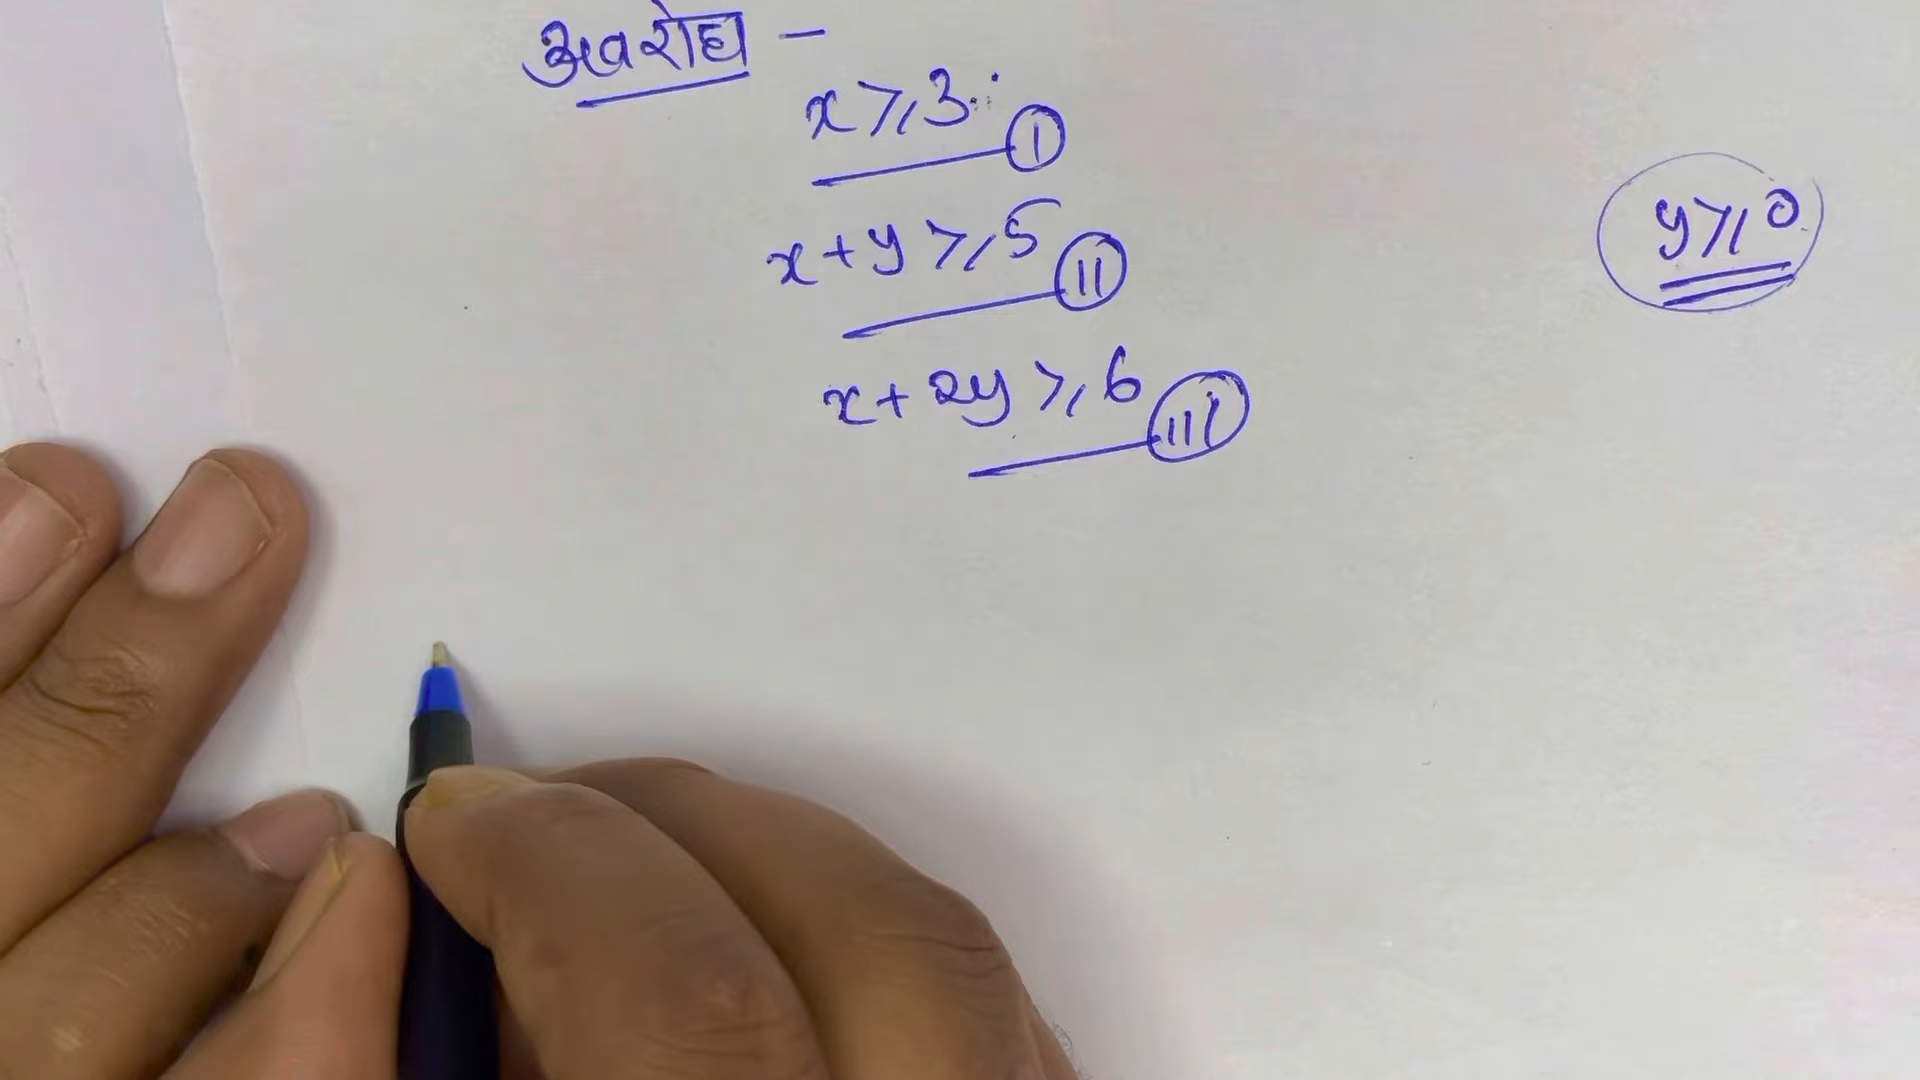 अवरोध –
x ≥ 3 I
x + y ≥ 5 II
y ≥ 0
x + 2y ≥ 6 III